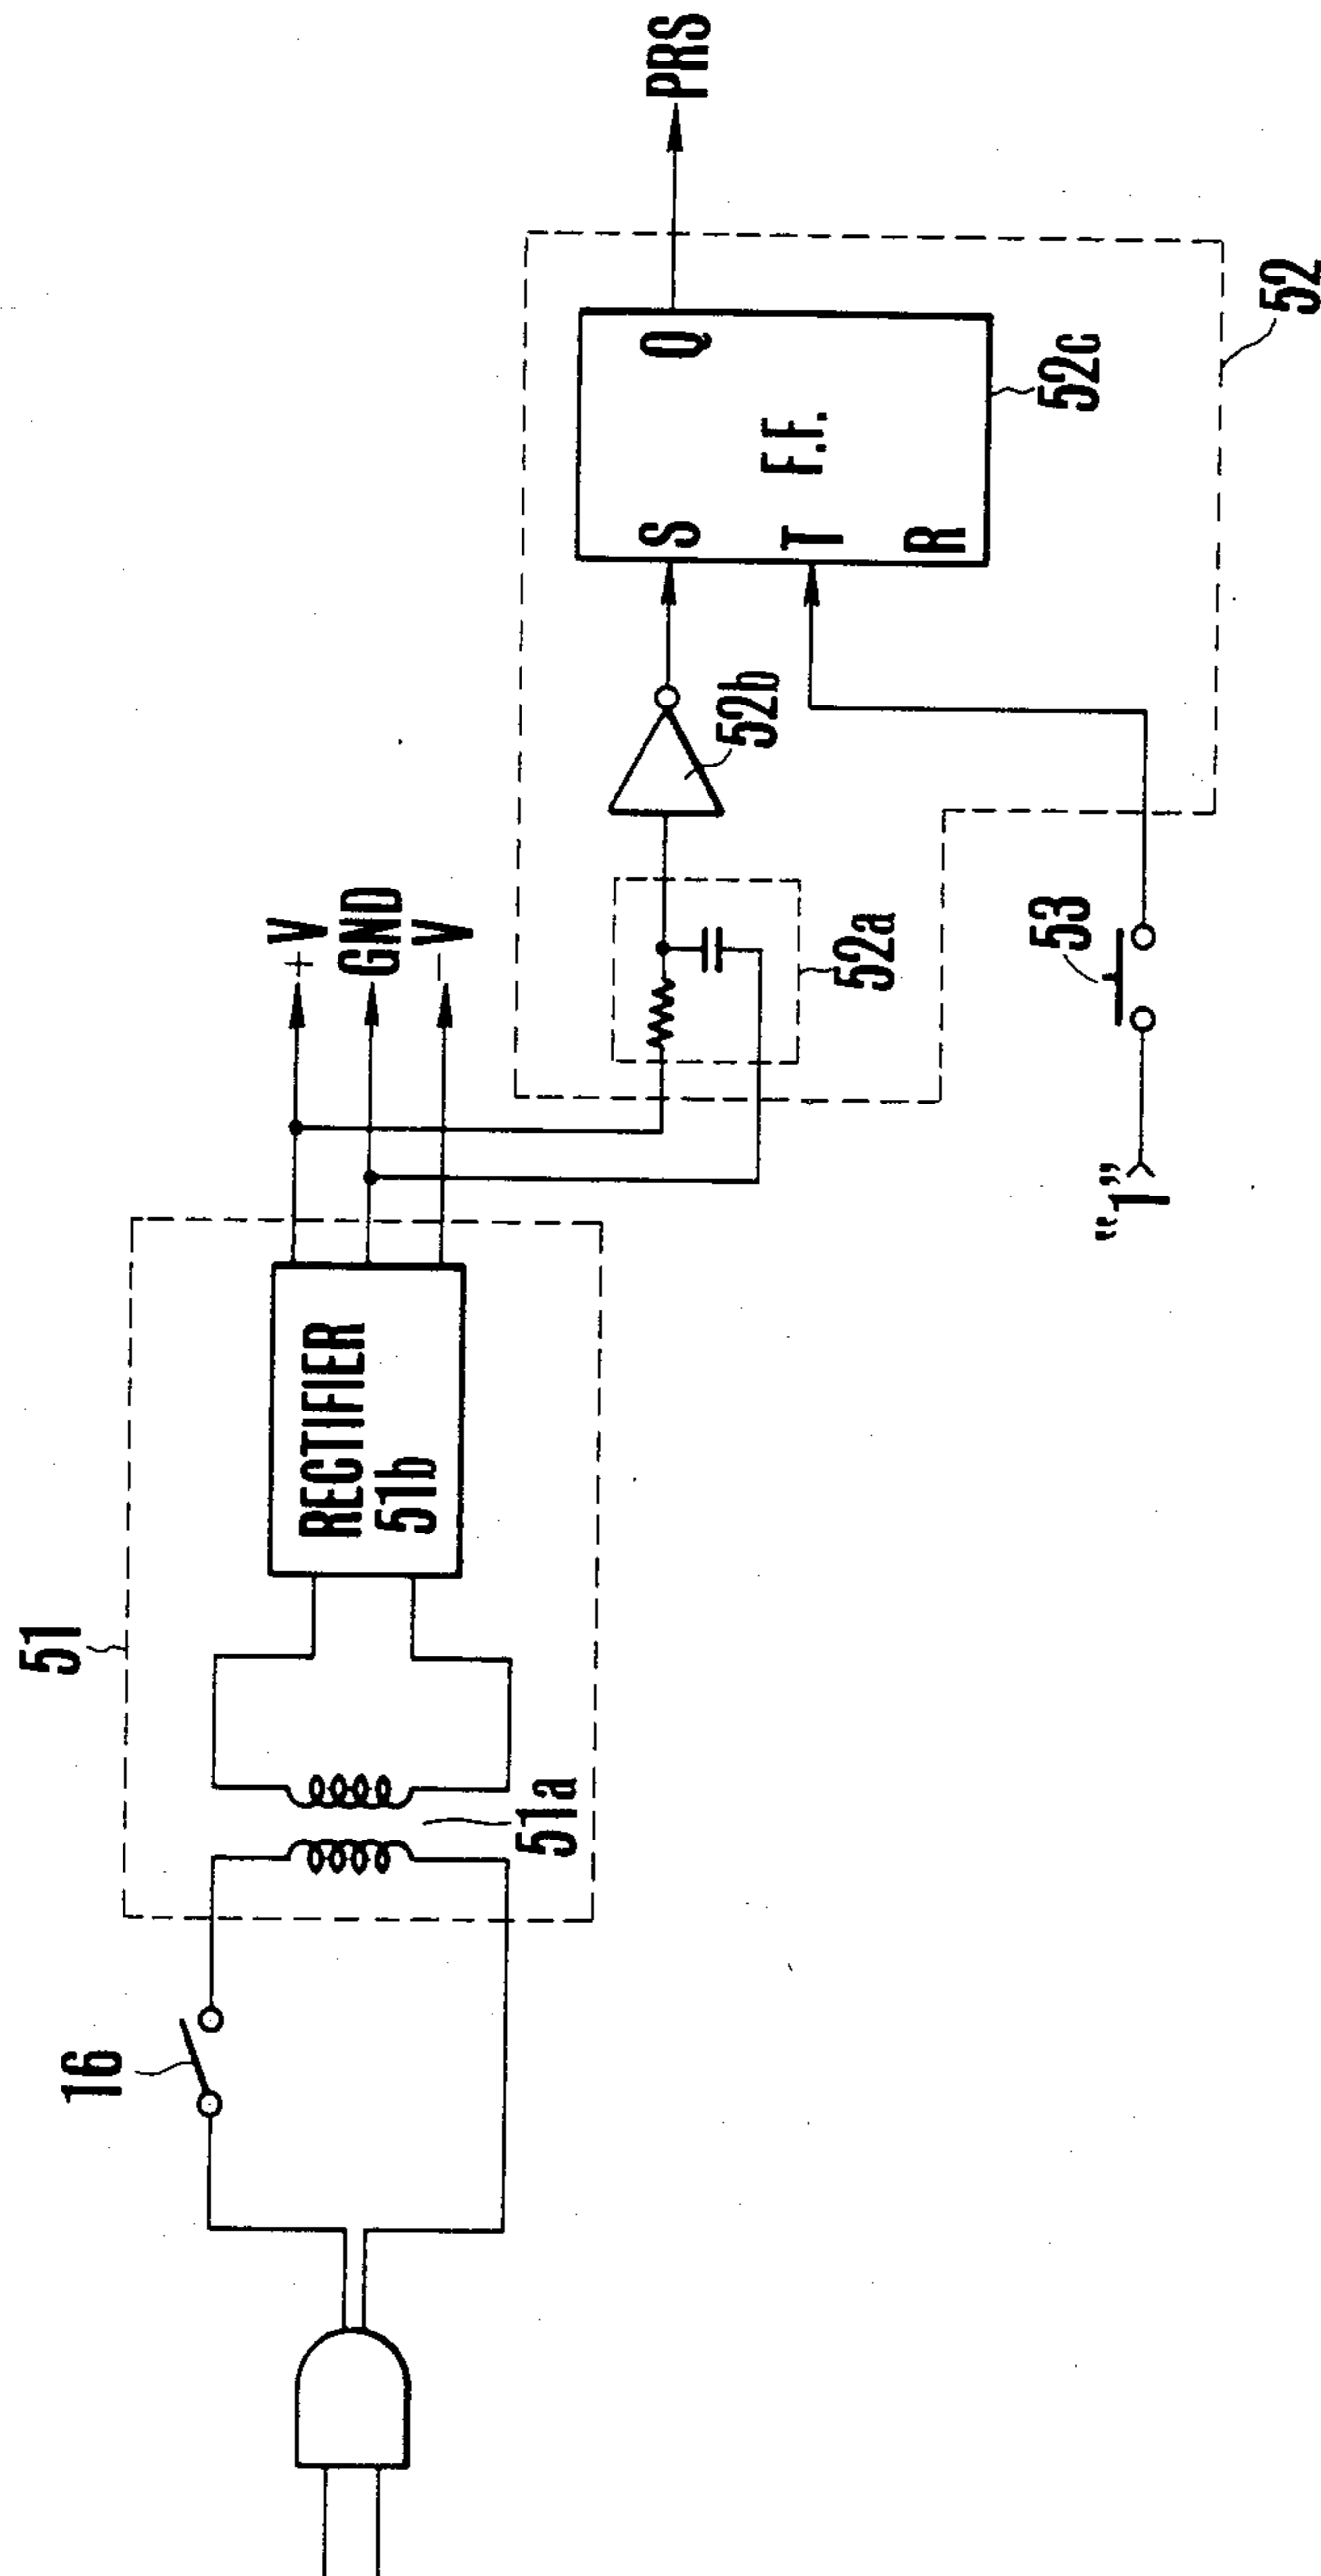 16
51
51a
RECTIFIER
51b
+V
GND
-V
52a
52b
S
T
R
Q
F.F.
52c
52
53
“1”
PRS